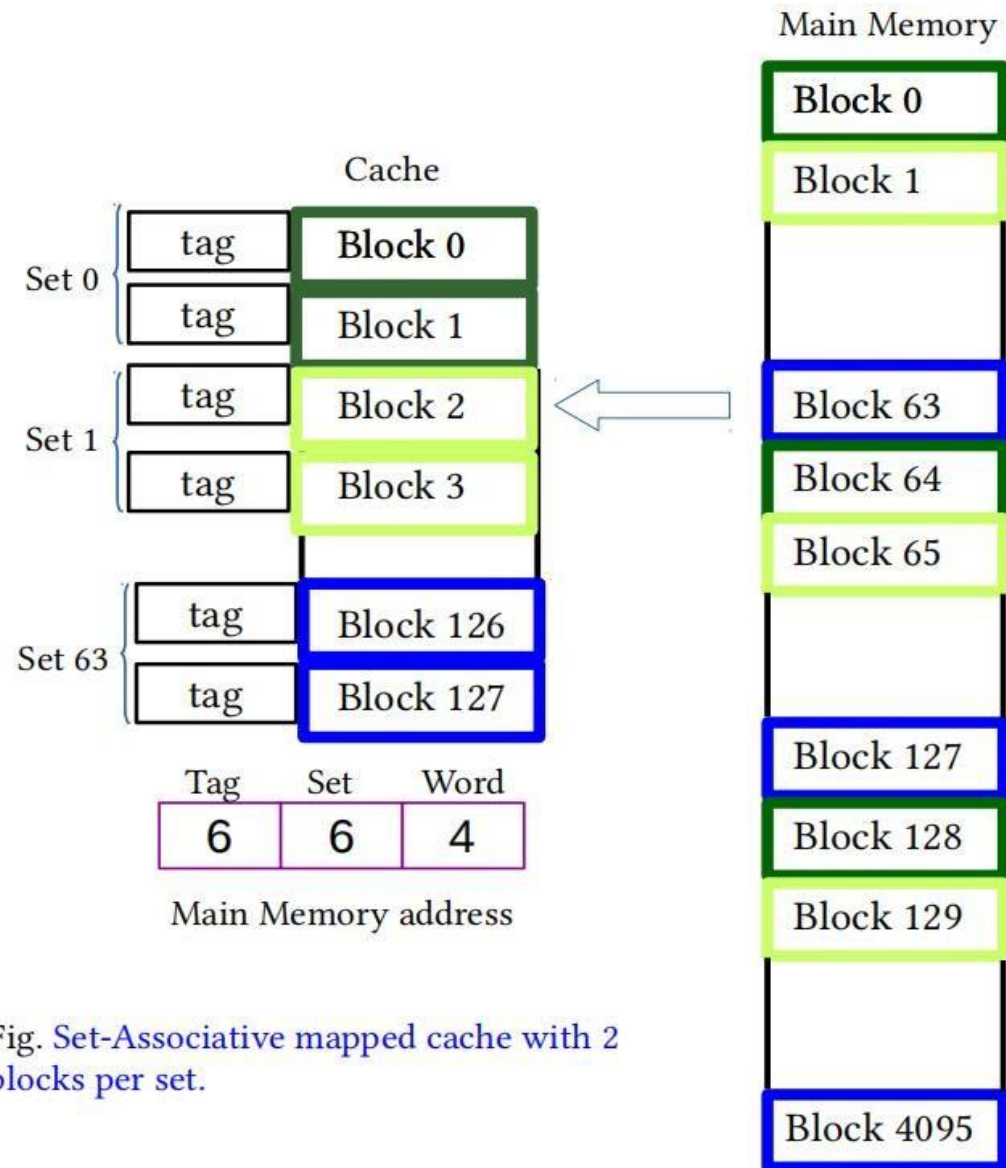 Main Memory
Block 0
Block 1
Block 63
Block 64
Block 65
Block 127
Block 128
Block 129
Block 4095
Cache
Set 0
tag
Block 0
tag
Block 1
Set 1
tag
Block 2
tag
Block 3
Set 63
tag
Block 126
tag
Block 127
Tag Set Word
6 6 4
Main Memory address
Fig. Set-Associative mapped cache with 2
blocks per set.